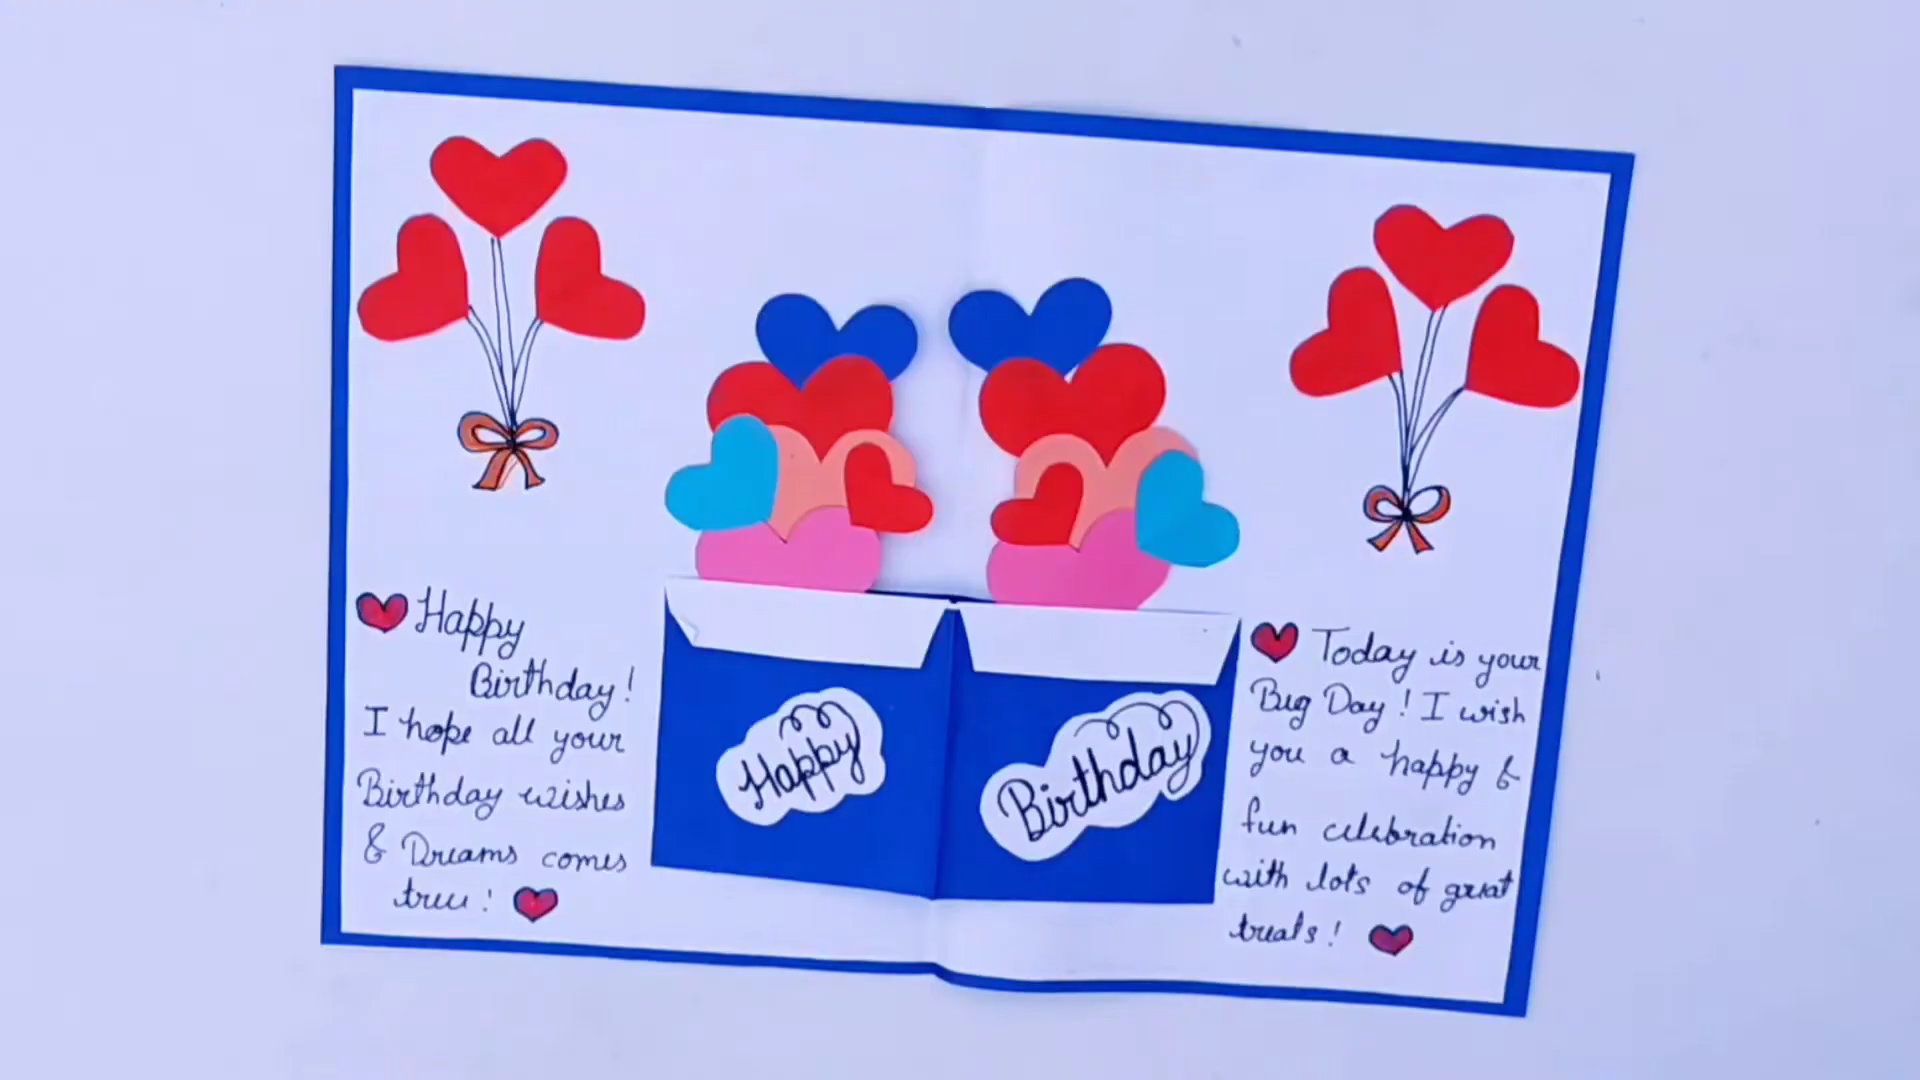 Happy
Birthday!
I hope all your
Birthday wishes
& Dreams comes
true!
Happy
Birthday
Today is your
Big Day! I wish
you a happy &
fun celebration
with lots of great
treats!